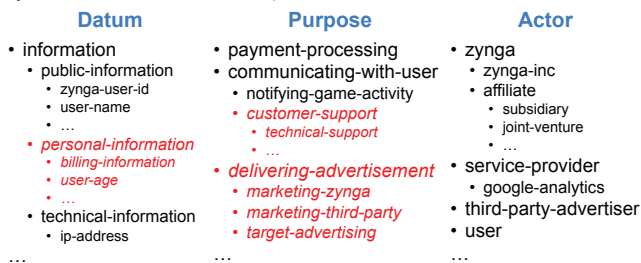 Datum
• information
• public-information
• zynga-user-id
• user-name
• ...
• personal-information
• billing-information
• user-age
• ...
• technical-information
• ip-address
...
Purpose
• payment-processing
• communicating-with-user
• notifying-game-activity
• customer-support
• technical-support
• ...
• delivering-advertisement
• marketing-zynga
• marketing-third-party
• target-advertising
...
Actor
• zynga
• zynga-inc
• affiliate
• subsidiary
• joint-venture
• ...
• service-provider
• google-analytics
• third-party-advertiser
• user
...